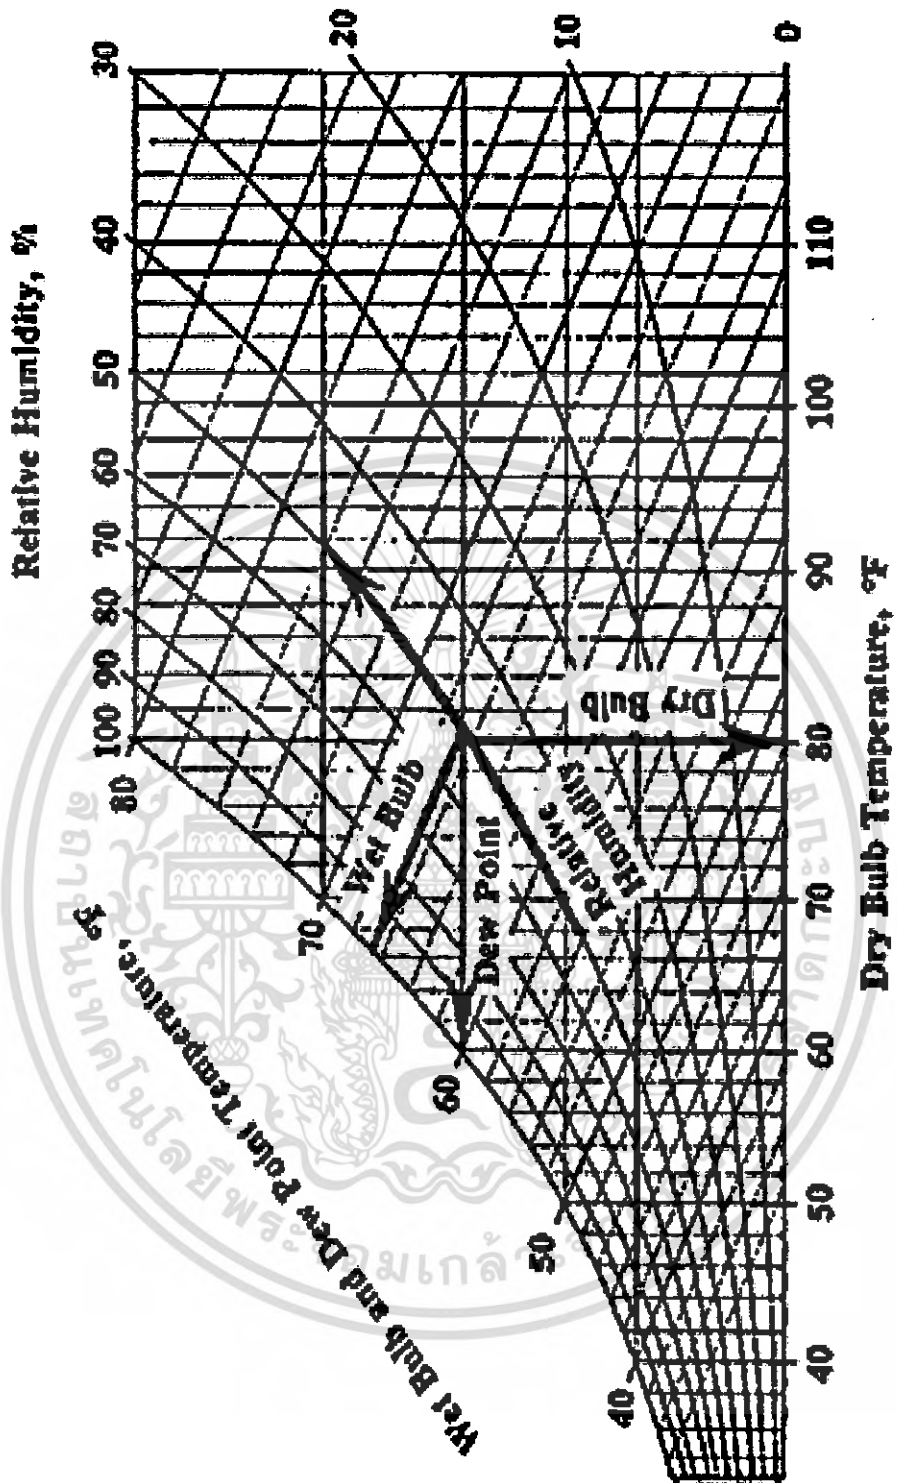 Relative Humidity, %
100 90 80 70 60 50 40 30
20
10
0
Wet Bulb and Dew Point Temperature, °F
40
50
60
70
80
Wet Bulb
Dew Point
Relative
Humidity
Dry Bulb
40 50 60 70 80 90 100 110
Dry Bulb Temperature, °F